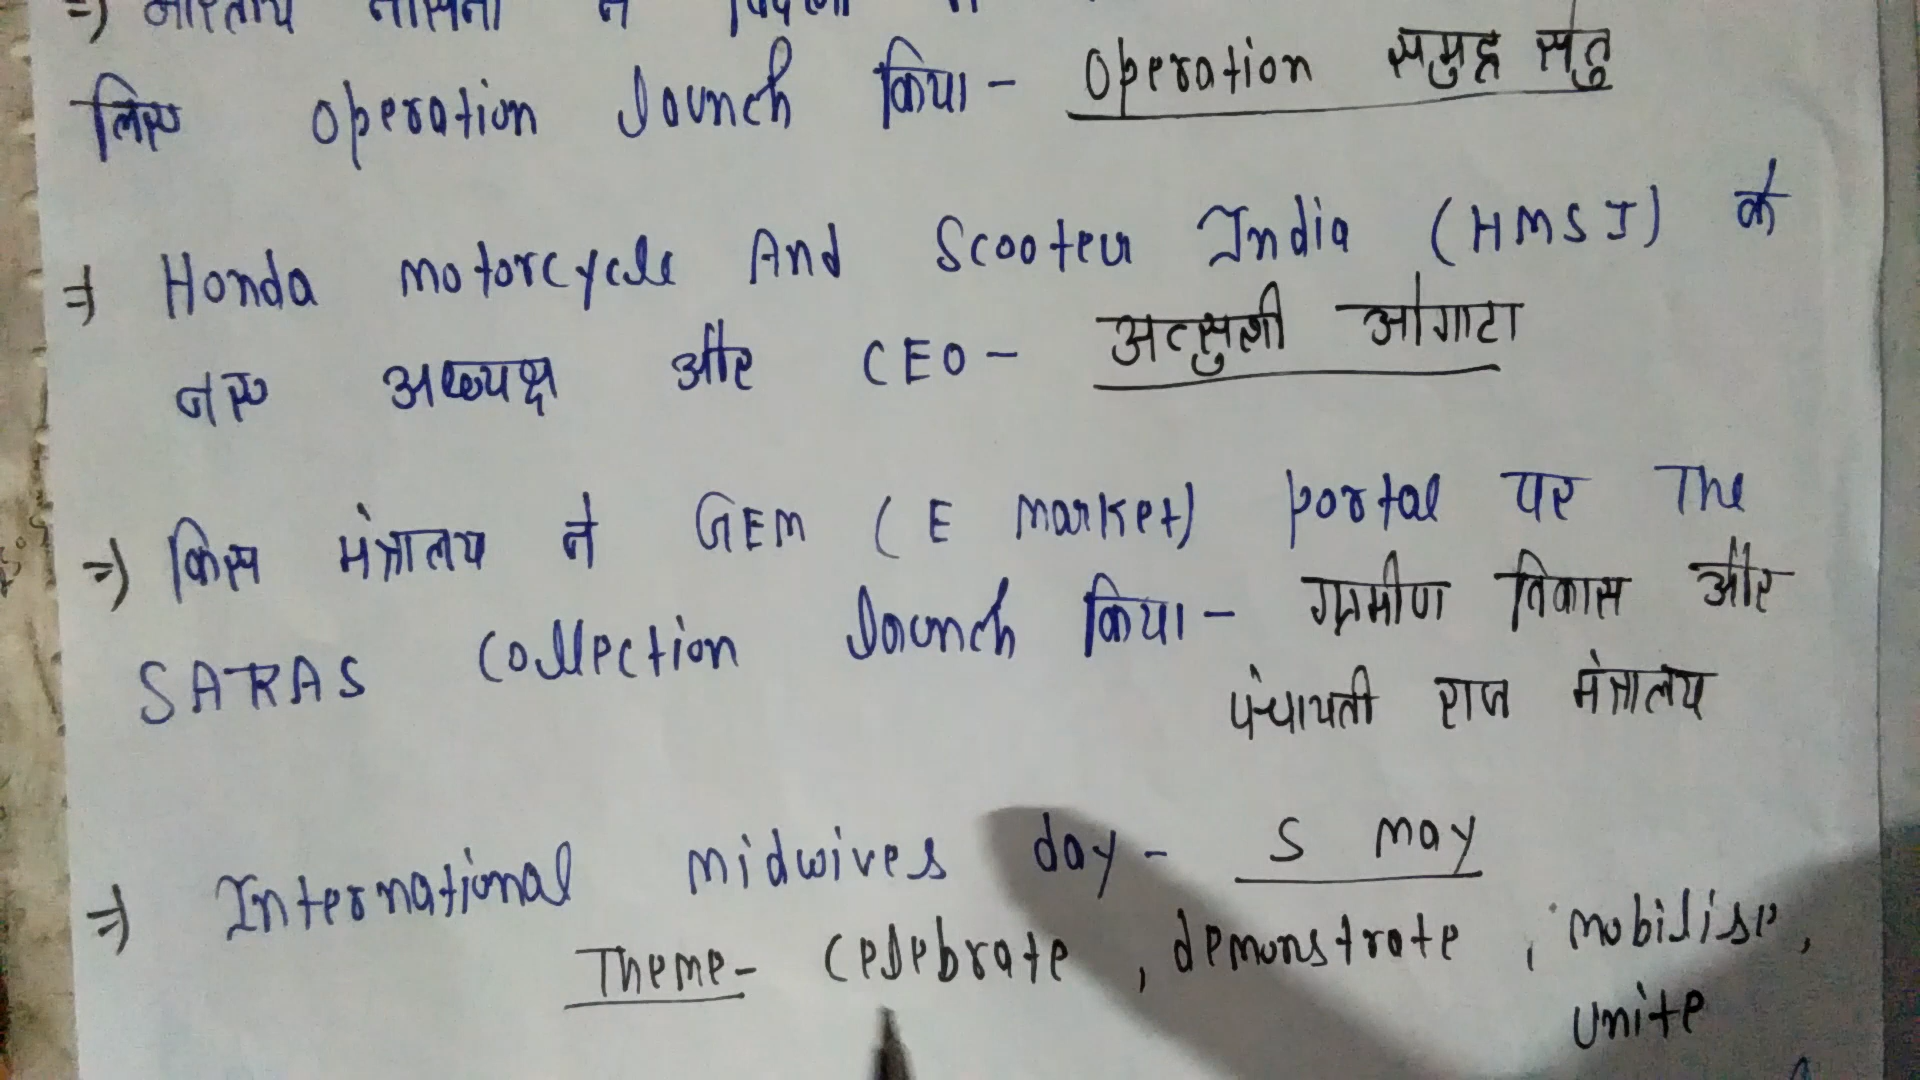 => भारतीय नौसेना ने
लिए operation launch किया - Operation समुद्र सेतु
=> Honda motorcycle And Scooter India (HMSI) के
नए अध्यक्ष और CEO - अत्सुशी ओगाटा
=> किस मंत्रालय ने GEM (E market) portal पर The
SARAS Collection launch किया - ग्रामीण विकास और
पंचायती राज मंत्रालय
=> International midwives day - 5 may
Theme - Celebrate, demonstrate, mobilise,
unite